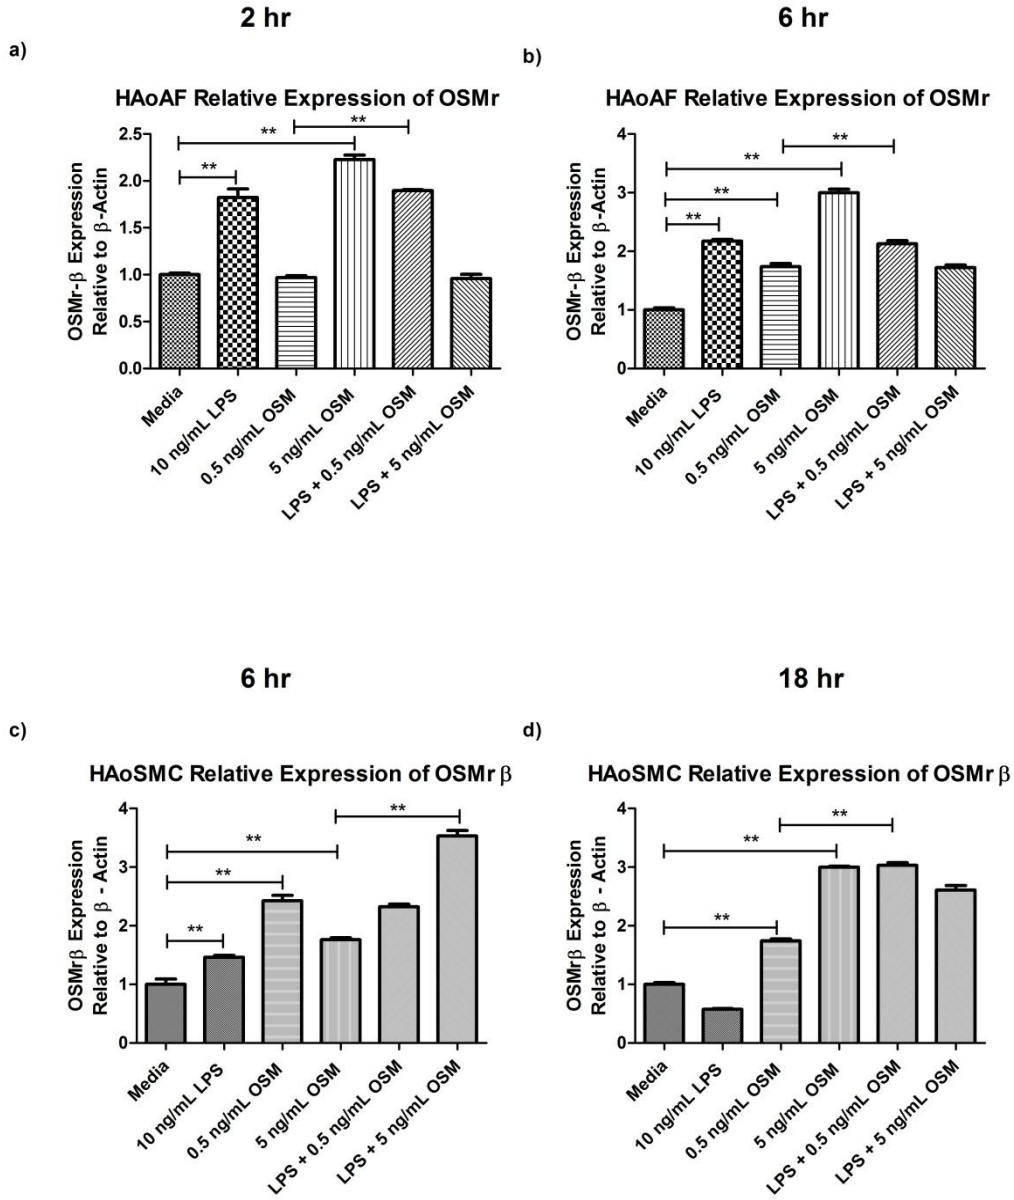 2 hr
6 hr
a)
b)
HAoAF Relative Expression of OSMr
HAoAF Relative Expression of OSMr
OSMr-β Expression
Relative to β-Actin
2.5
2.0
1.5
1.0
0.5
0.0
**
**
**
Media
10 ng/mL LPS
0.5 ng/mL OSM
5 ng/mL OSM
LPS + 0.5 ng/mL OSM
LPS + 5 ng/mL OSM
OSMr-β Expression
Relative to β-Actin
4
3
2
1
0
**
**
**
**
Media
10 ng/mL LPS
0.5 ng/mL OSM
5 ng/mL OSM
LPS + 0.5 ng/mL OSM
LPS + 5 ng/mL OSM
6 hr
18 hr
c)
d)
HAoSMC Relative Expression of OSMr β
HAoSMC Relative Expression of OSMr β
OSMrβ Expression
Relative to β - Actin
4
3
2
1
0
**
**
**
**
Media
10 ng/mL LPS
0.5 ng/mL OSM
5 ng/mL OSM
LPS + 0.5 ng/mL OSM
LPS + 5 ng/mL OSM
OSMrβ Expression
Relative to β - Actin
4
3
2
1
0
**
**
**
Media
10 ng/mL LPS
0.5 ng/mL OSM
5 ng/mL OSM
LPS + 0.5 ng/mL OSM
LPS + 5 ng/mL OSM